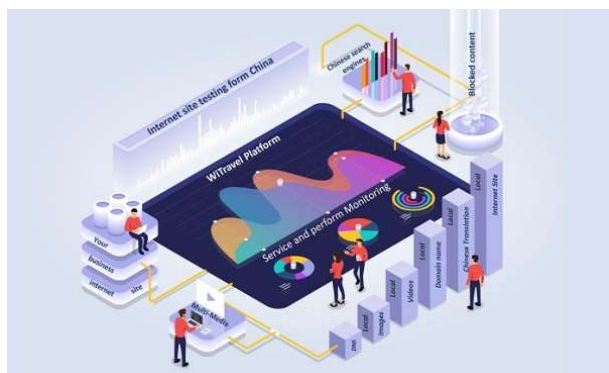 Internet site testing form China
Chinese search
engines
Blocked content
WiTravel Platform
Service and perform Monitoring
Your
business
internet site
Multi-Media
DNS
Local
Images
Local
Videos
Local
Domain name
Local
Chinese Translation
Local
Internet Site